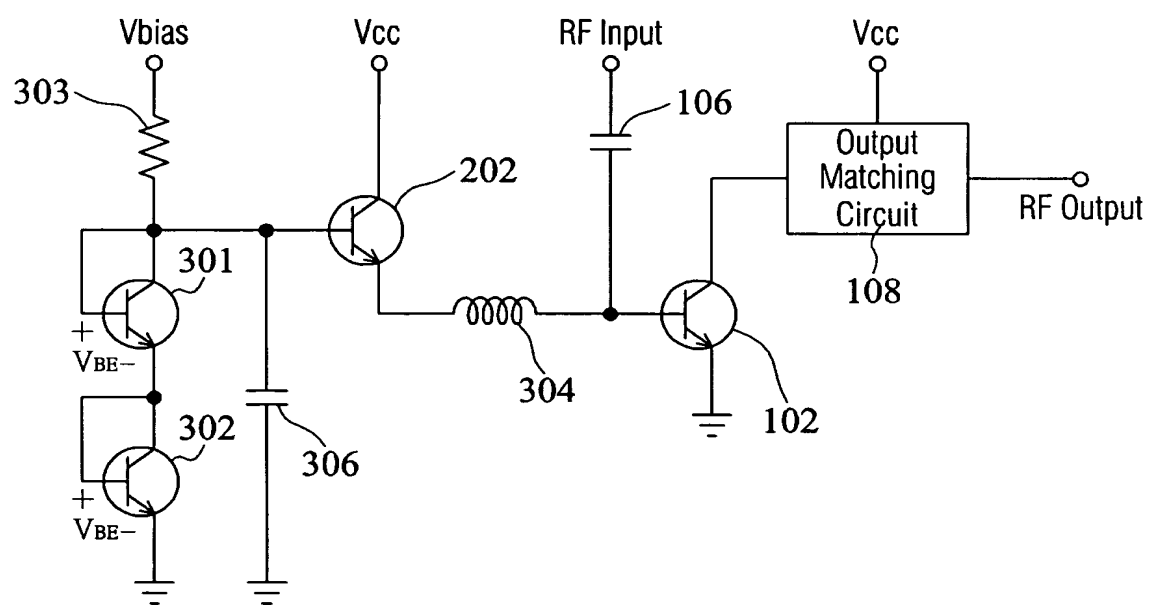 Vbias
Vcc
RF Input
Vcc
303
106
202
Output
Matching
Circuit
RF Output
301
108
+
VBE-
304
102
302
306
+
VBE-